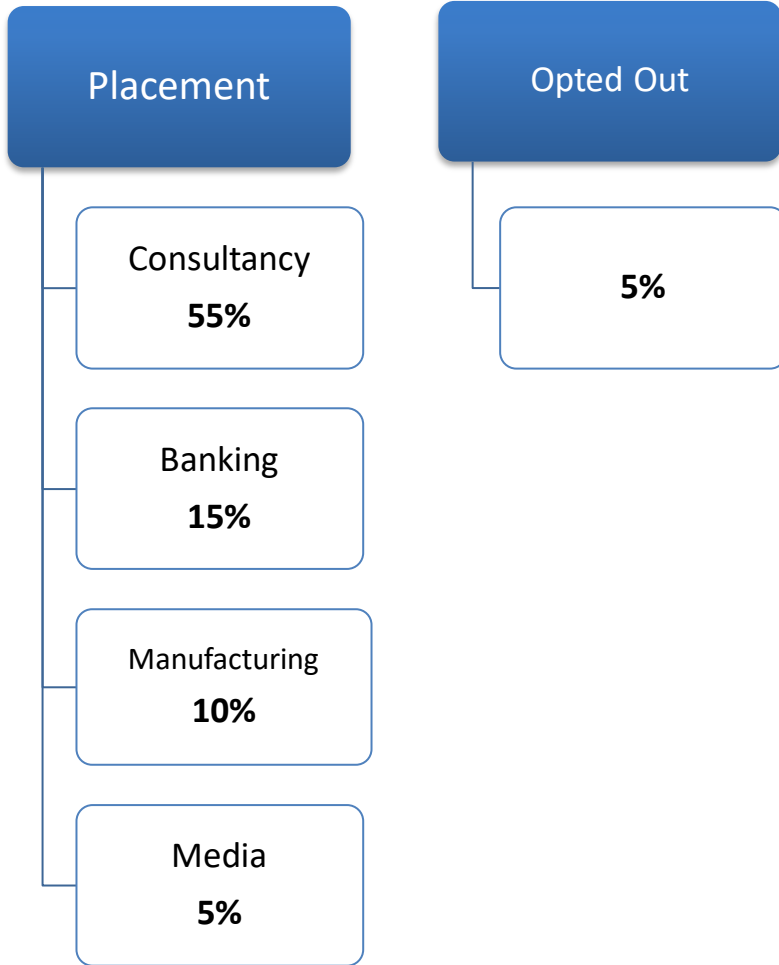 Placement
Consultancy
55%
Banking
15%
Manufacturing
10%
Media
5%
Opted Out
5%